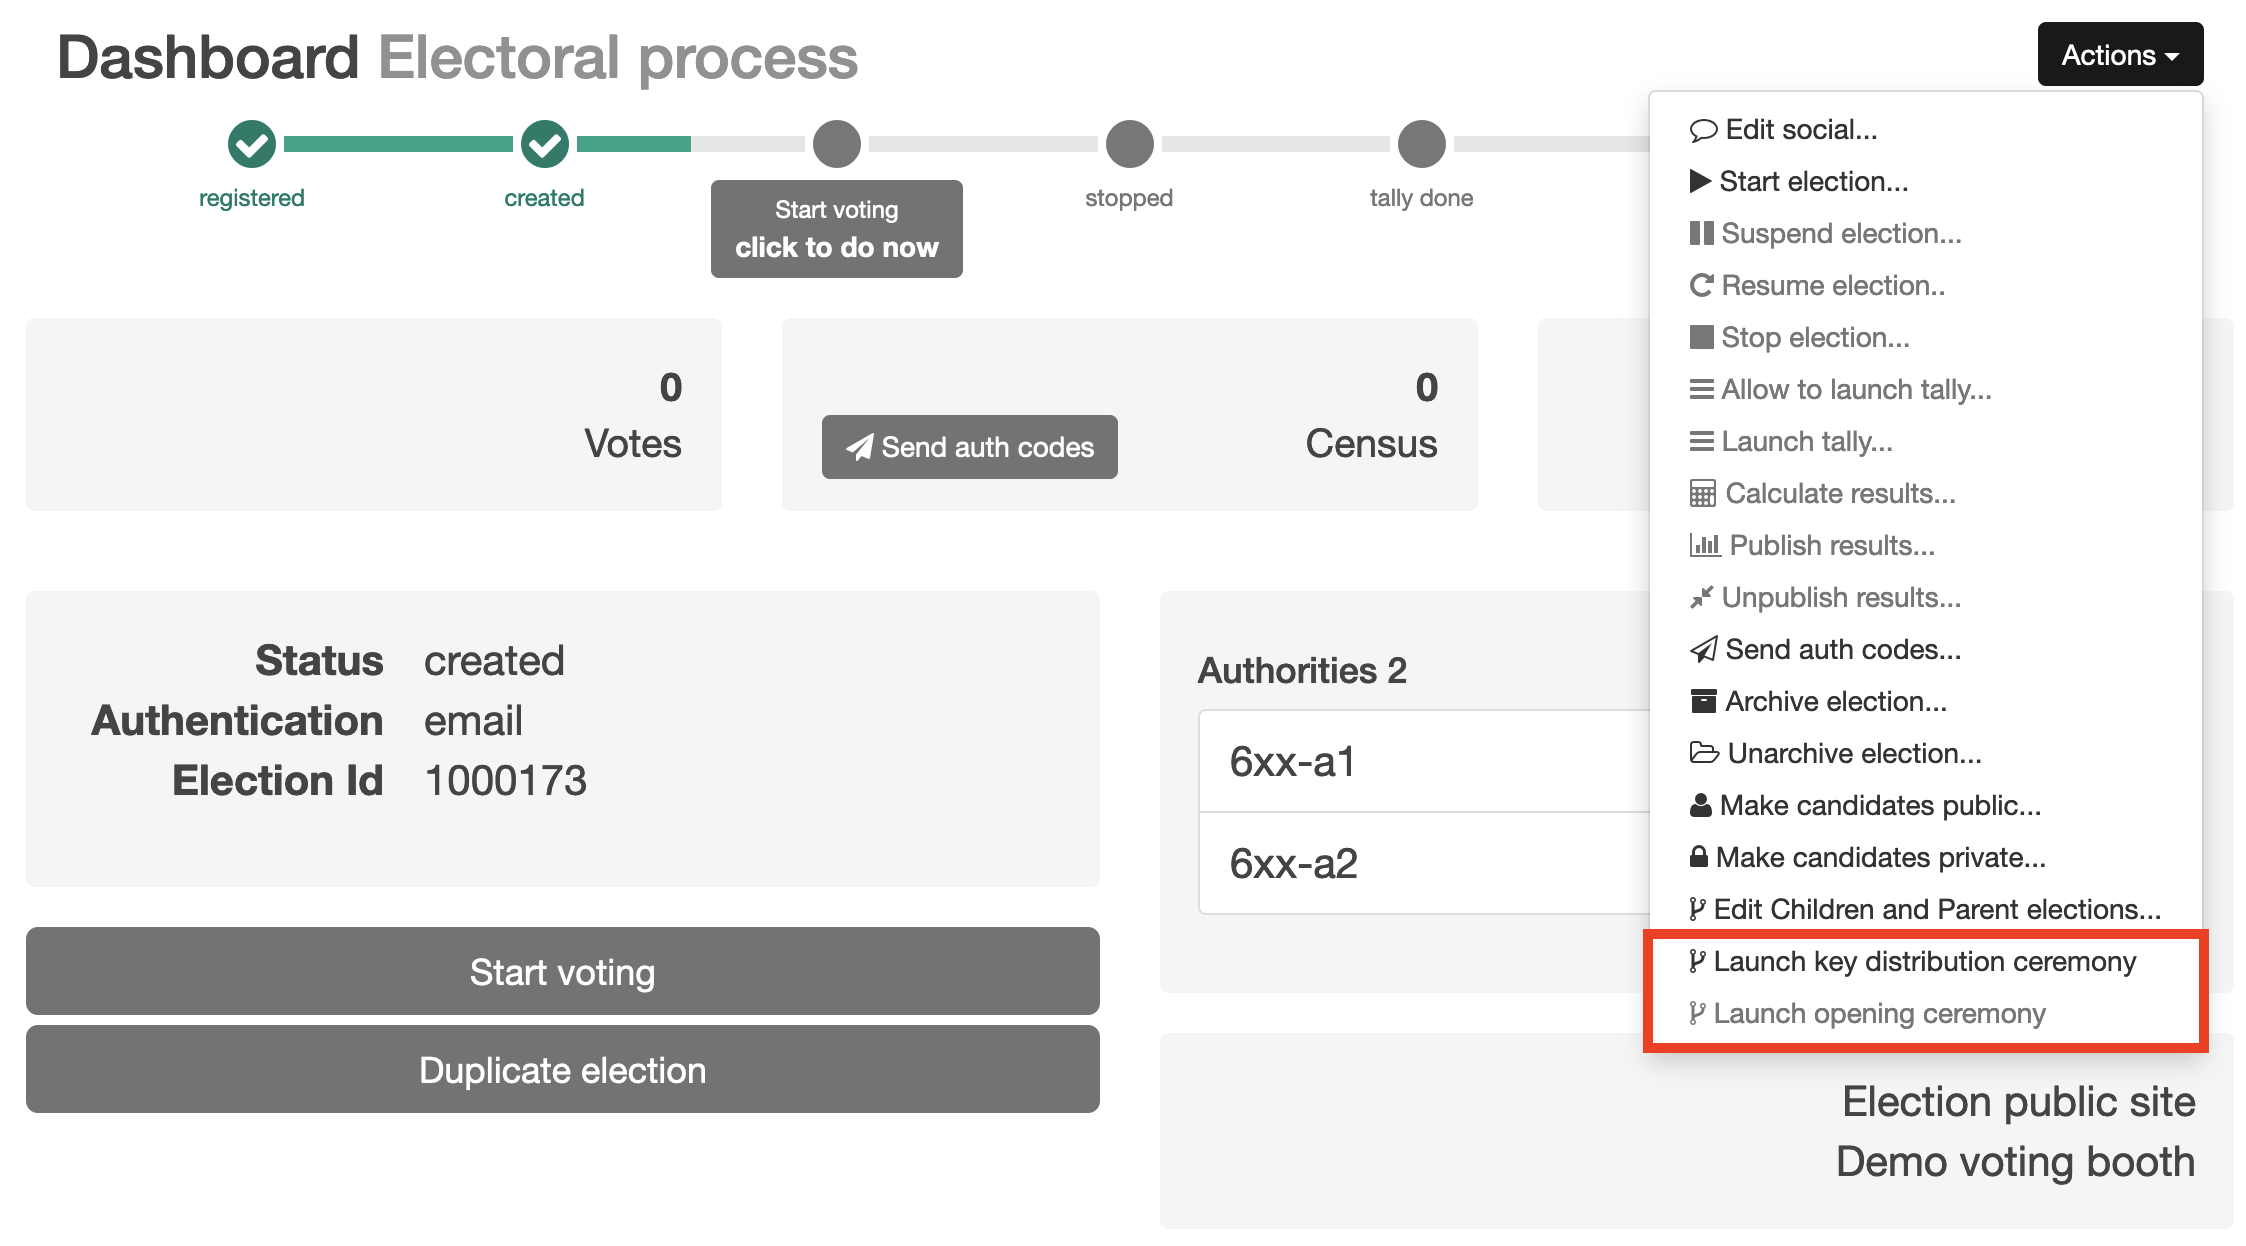 Dashboard Electoral process
Actions
registered
created
Start voting
click to do now
stopped
tally done
Edit social...
Start election...
Suspend election...
Resume election..
Stop election...
Allow to launch tally...
Launch tally...
Calculate results...
Publish results...
Unpublish results...
Send auth codes...
Archive election...
Unarchive election...
Make candidates public...
Make candidates private...
Edit Children and Parent elections...
Launch key distribution ceremony
Launch opening ceremony
0
Votes
Send auth codes
0
Census
Status created
Authentication email
Election Id 1000173
Authorities 2
6xx-a1
6xx-a2
Start voting
Duplicate election
Election public site
Demo voting booth